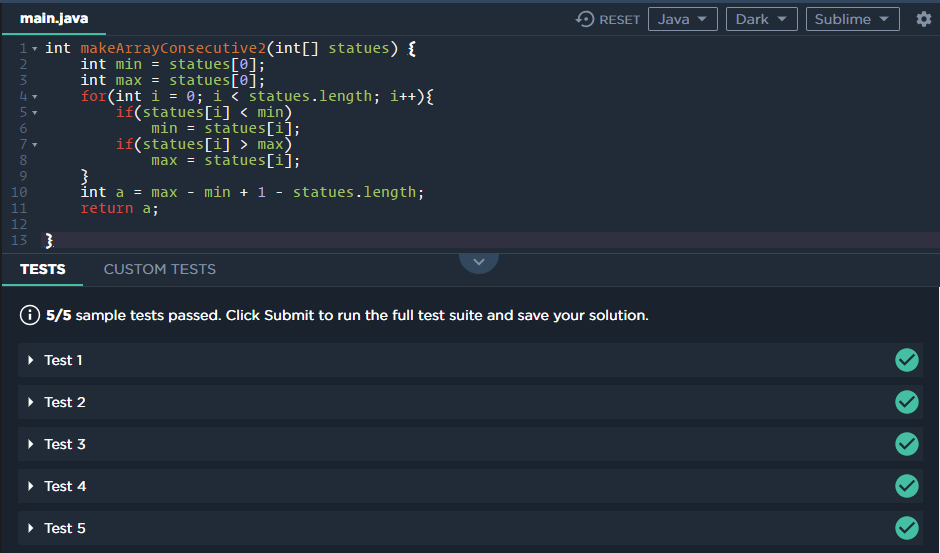 main.java
RESET Java Dark Sublime
1 int makeArrayConsecutive2(int[] statues) {
2     int min = statues[0];
3     int max = statues[0];
4     for(int i = 0; i < statues.length; i++){
5         if(statues[i] < min)
6             min = statues[i];
7         if(statues[i] > max)
8             max = statues[i];
9     }
10     int a = max - min + 1 - statues.length;
11     return a;
12
13 }
TESTS CUSTOM TESTS
5/5 sample tests passed. Click Submit to run the full test suite and save your solution.
Test 1
Test 2
Test 3
Test 4
Test 5